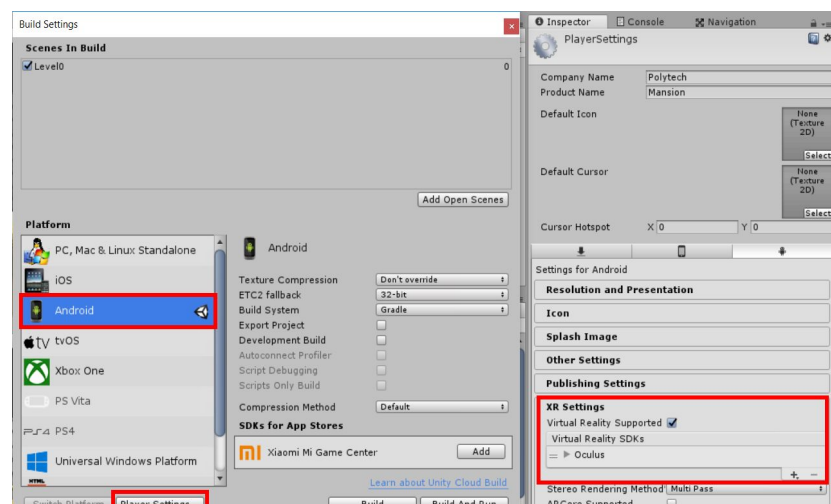 Build Settings
Scenes In Build
Level0 0
Add Open Scenes
Platform
PC, Mac & Linux Standalone
iOS
Android
tvOS
tv
Xbox One
PS Vita
PS4 PS4
Universal Windows Platform
HTML
Switch Platform
Player Settings...
Android
Texture Compression Don't override
ETC2 fallback 32-bit
Build System Gradle
Export Project
Development Build
Autoconnect Profiler
Script Debugging
Scripts Only Build
Compression Method Default
SDKs for App Stores
Xiaomi Mi Game Center Add
Learn about Unity Cloud Build
Build Build And Run
Inspector Console Navigation
PlayerSettings
Company Name Polytech
Product Name Mansion
Default Icon None
(Texture
2D)
Select
Default Cursor None
(Texture
2D)
Select
Cursor Hotspot X 0 Y 0
Settings for Android
Resolution and Presentation
Icon
Splash Image
Other Settings
Publishing Settings
XR Settings
Virtual Reality Supported
Virtual Reality SDKs
Oculus
Stereo Rendering Method* Multi Pass
ARCore Supported